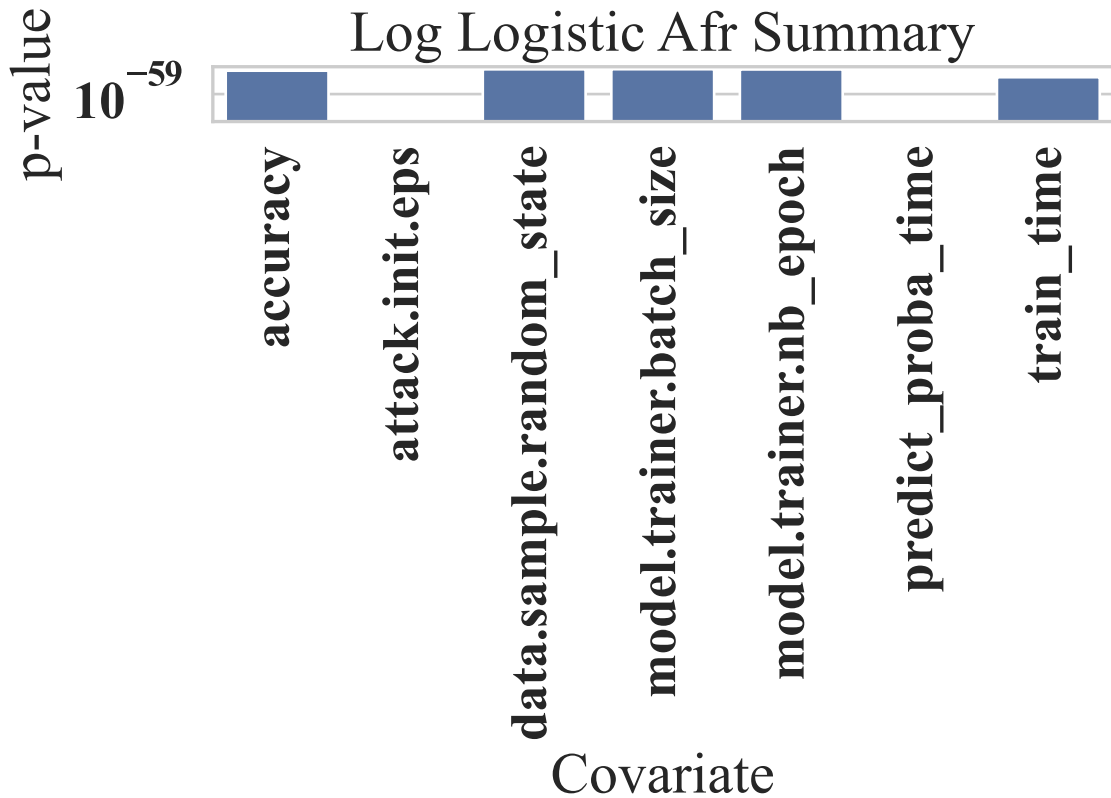 Log Logistic Afr Summary
p-value
10−59
accuracy
attack.init.eps
data.sample.random_state
model.trainer.batch_size
model.trainer.nb_epoch
predict_proba_time
train_time
Covariate